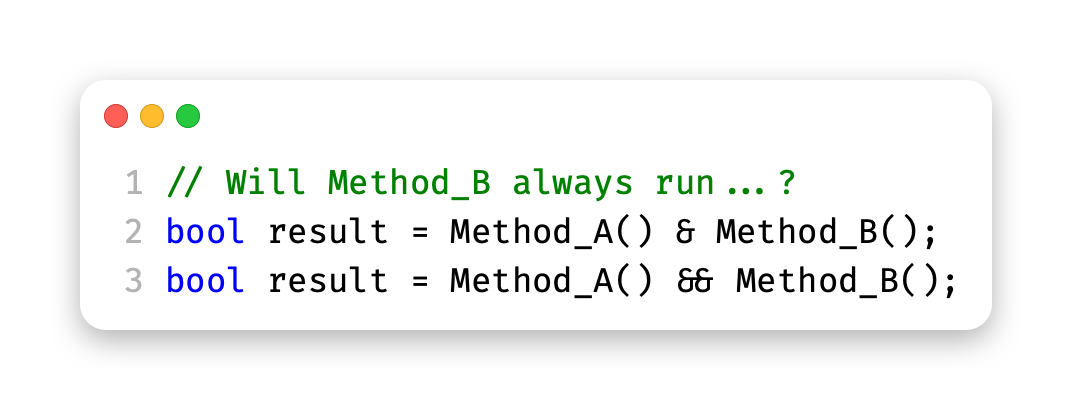 1 // Will Method_B always run...?
2 bool result = Method_A() & Method_B();
3 bool result = Method_A() && Method_B();